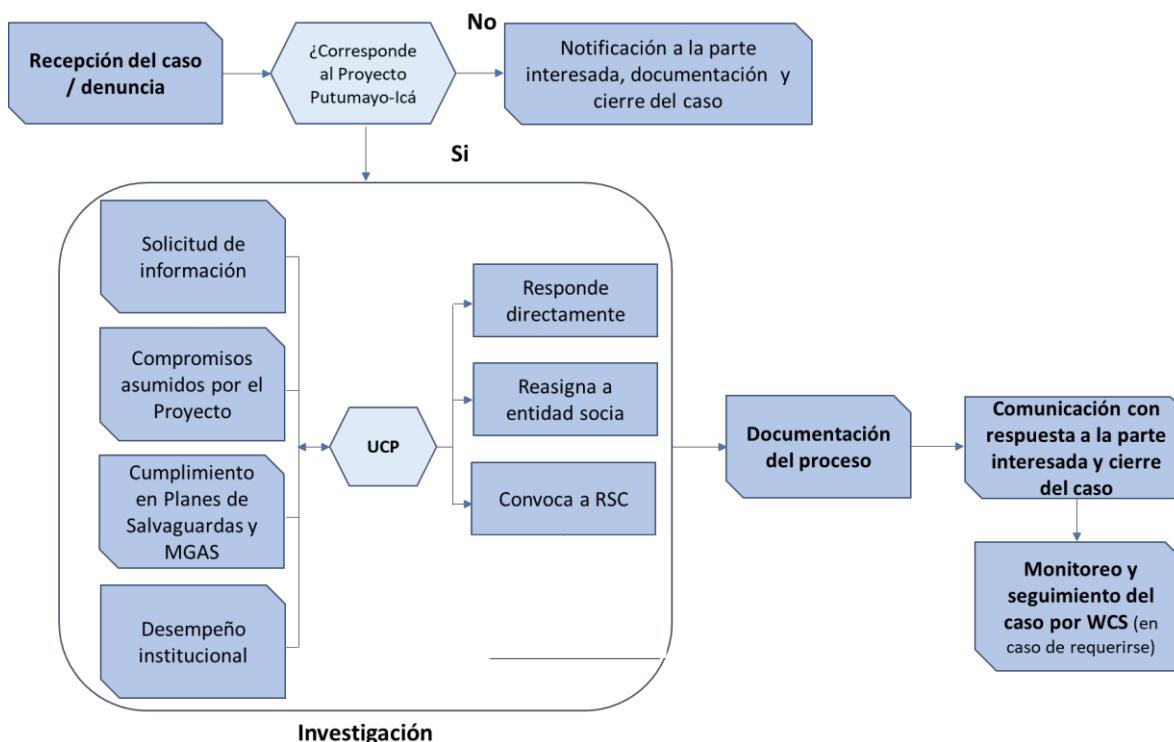 Recepción del caso
/ denuncia
¿Corresponde
al Proyecto
Putumayo-Icá
No
Notificación a la parte
interesada, documentación y
cierre del caso
Si
Solicitud de
información
Compromisos
asumidos por el
Proyecto
Cumplimiento
en Planes de
Salvaguardas y
MGAS
Desempeño
institucional
UCP
Responde
directamente
Reasigna a
entidad socia
Convoca a RSC
Investigación
Documentación
del proceso
Comunicación con
respuesta a la parte
interesada y cierre
del caso
Monitoreo y
seguimiento del
caso por WCS (en
caso de requerirse)